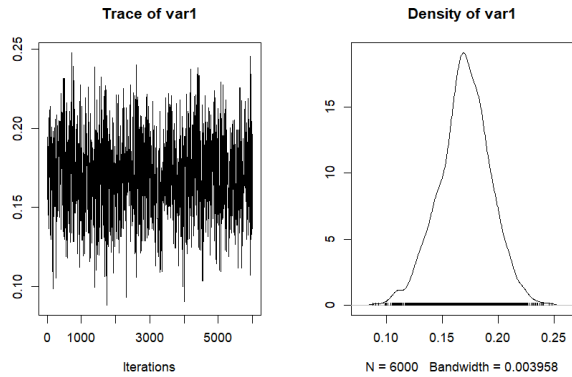 Trace of var1
0.25
0.20
0.15
0.10
0 1000 3000 5000
Iterations
Density of var1
15
10
5
0
0.10 0.15 0.20 0.25
N = 6000 Bandwidth = 0.003958